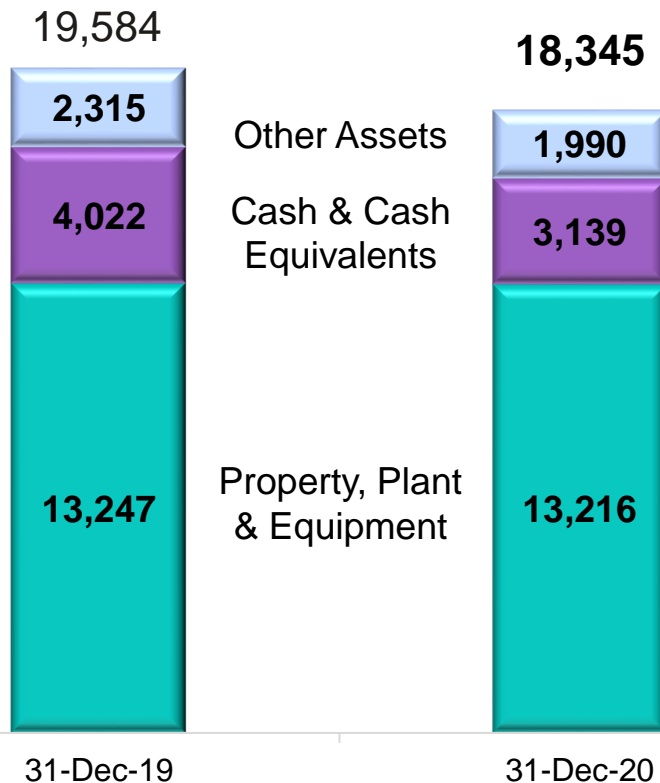 19,584
18,345
2,315
Other Assets
1,990
4,022
Cash & Cash
Equivalents
3,139
13,247
Property, Plant
& Equipment
13,216
31-Dec-19
31-Dec-20